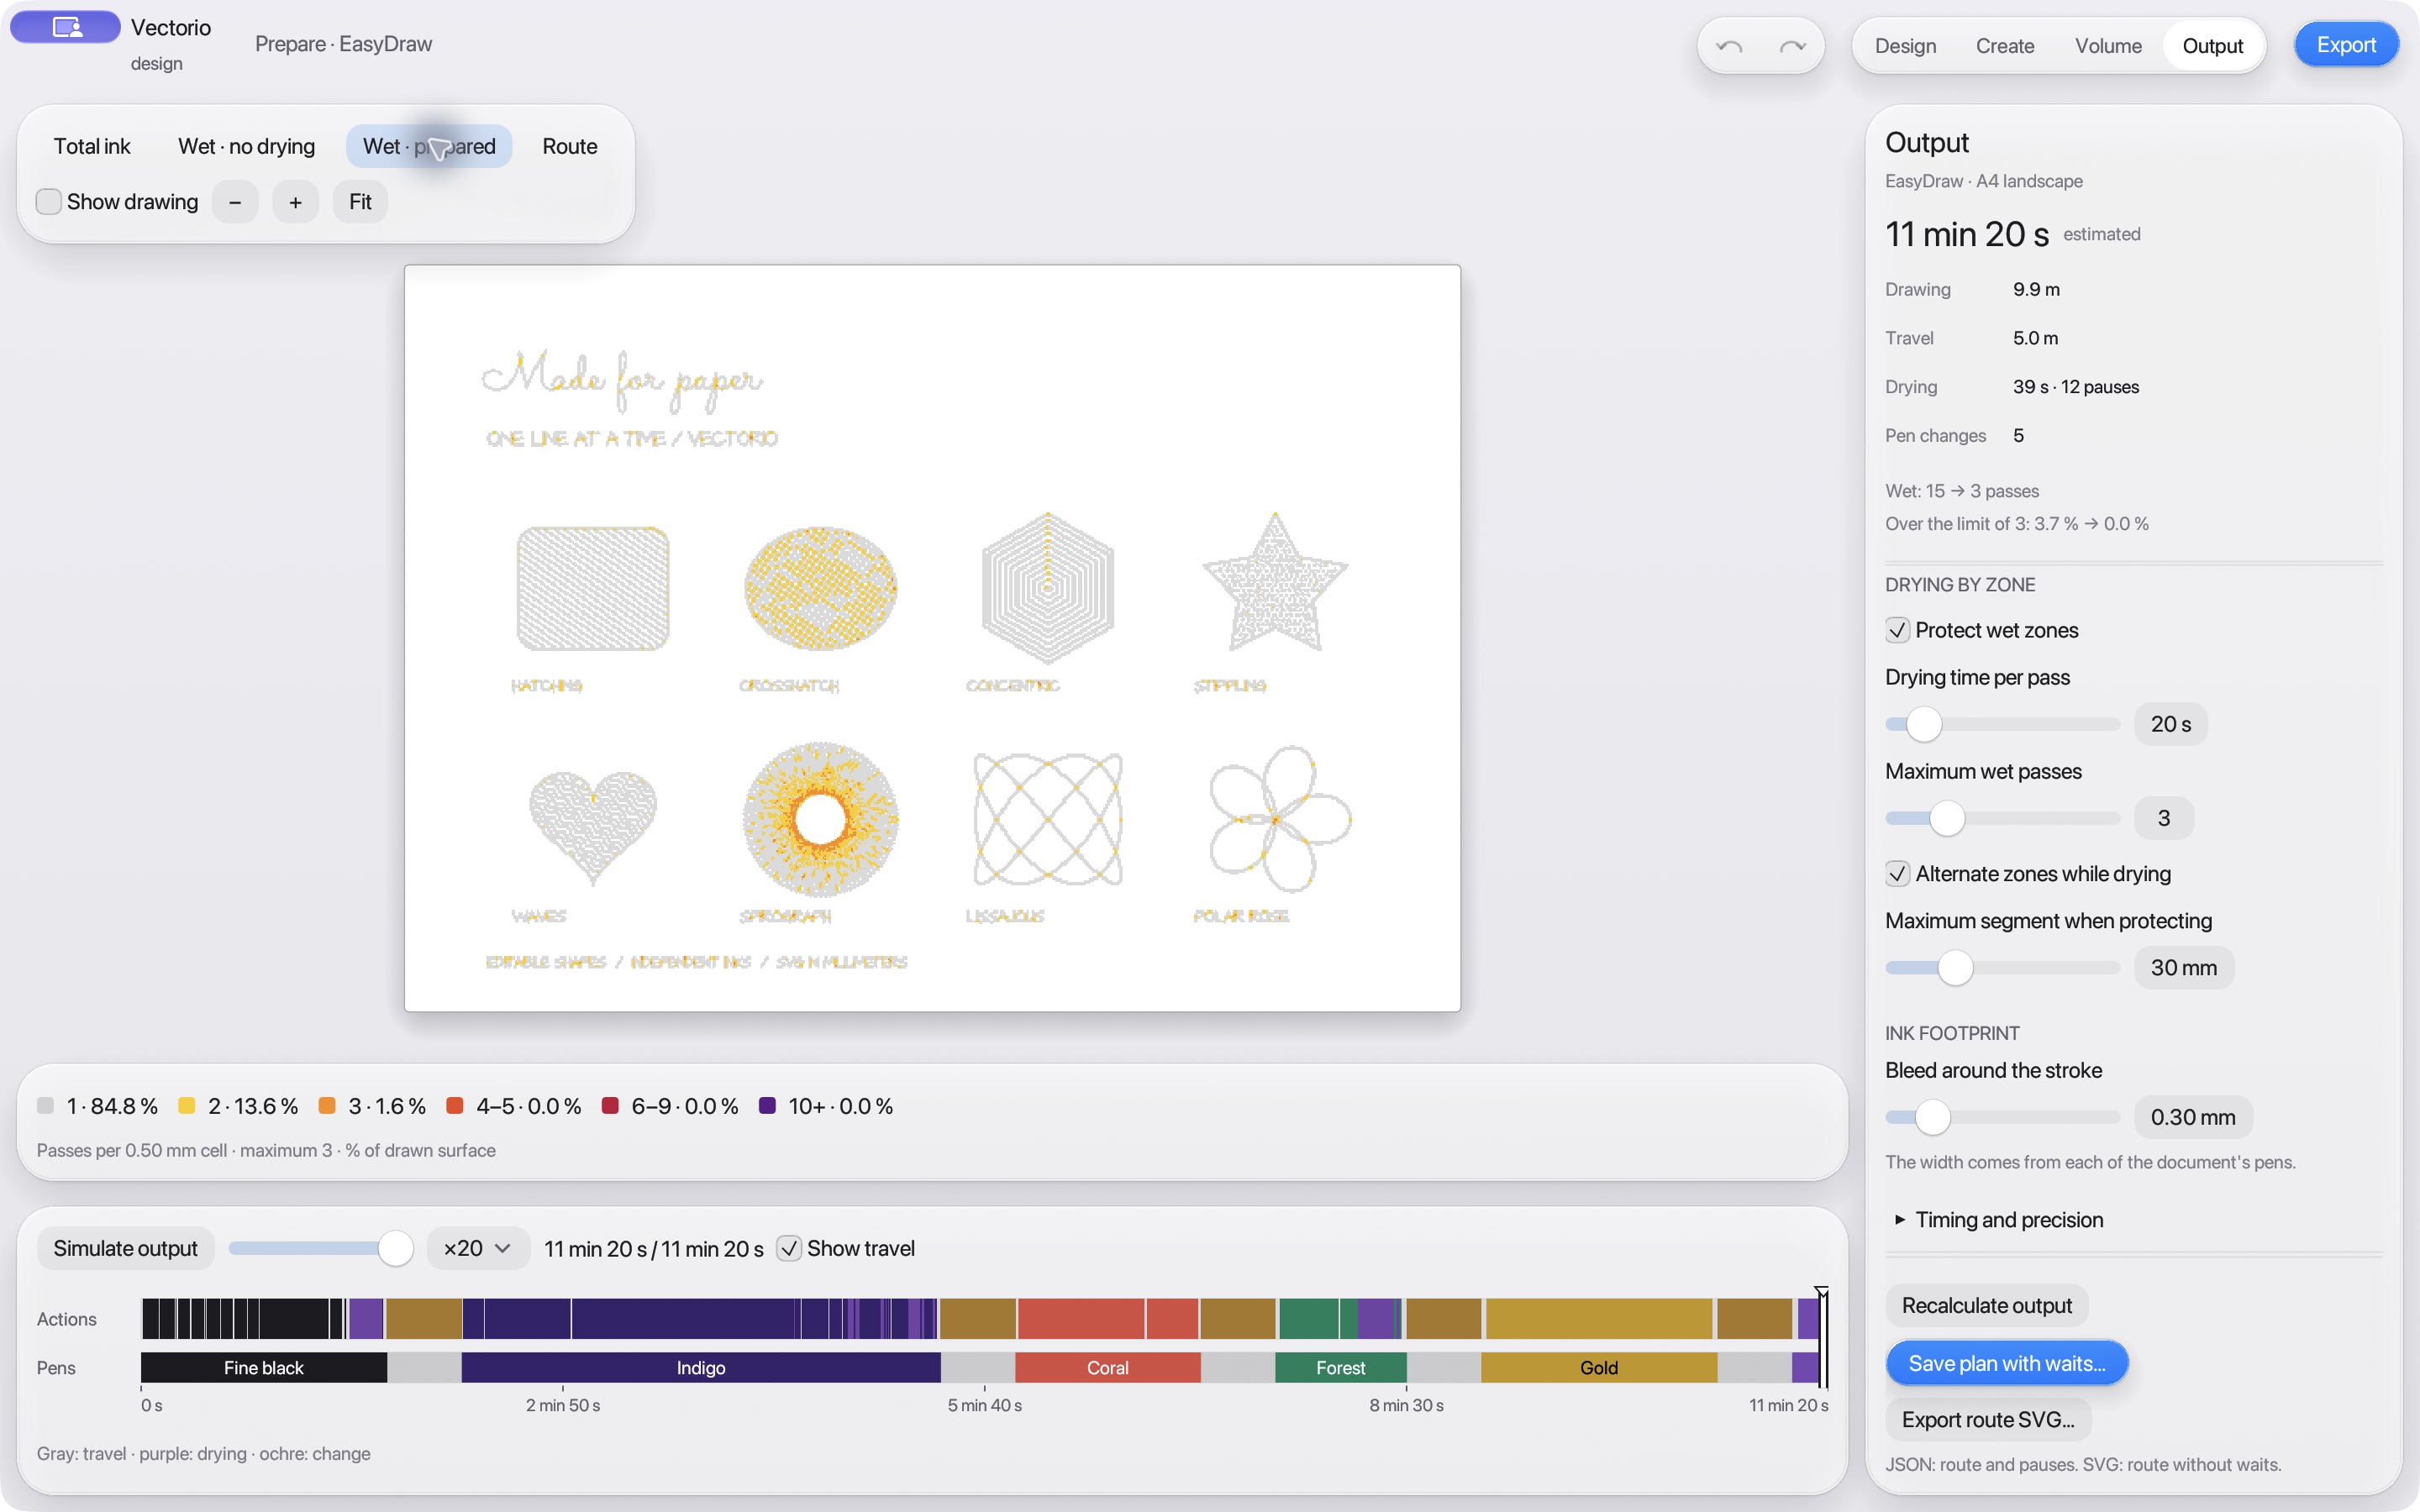 Vectorio
design
Prepare · EasyDraw
Design Create Volume Output
Export
Total ink Wet · no drying Wet · prepared Route
Show drawing − + Fit
Made for paper
ONE LINE AT A TIME / VECTORIO
HATCHING CROSSHATCH CONCENTRIC STIPPLING
WAVES SPIROGRAPH LISSAJOUS POLAR ROSE
EDITABLE SHAPES / INDEPENDENT INKS / SVG IN MILLIMETERS
1 · 84.8 % 2 · 13.6 % 3 · 1.6 % 4–5 · 0.0 % 6–9 · 0.0 % 10+ · 0.0 %
Passes per 0.50 mm cell · maximum 3 · % of drawn surface
Simulate output ×20 11 min 20 s / 11 min 20 s Show travel
Actions
Pens Fine black Indigo Coral Forest Gold
0 s 2 min 50 s 5 min 40 s 8 min 30 s 11 min 20 s
Gray: travel · purple: drying · ochre: change
Output
EasyDraw · A4 landscape
11 min 20 s estimated
Drawing 9.9 m
Travel 5.0 m
Drying 39 s · 12 pauses
Pen changes 5
Wet: 15 → 3 passes
Over the limit of 3: 3.7 % → 0.0 %
DRYING BY ZONE
Protect wet zones
Drying time per pass
20 s
Maximum wet passes
3
Alternate zones while drying
Maximum segment when protecting
30 mm
INK FOOTPRINT
Bleed around the stroke
0.30 mm
The width comes from each of the document's pens.
Timing and precision
Recalculate output
Save plan with waits...
Export route SVG...
JSON: route and pauses. SVG: route without waits.